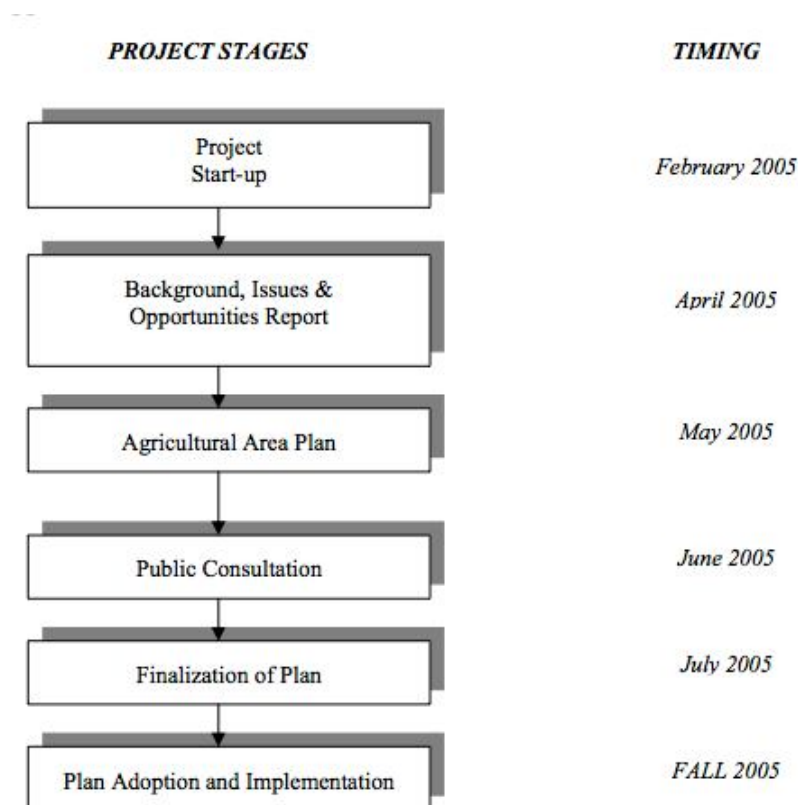 PROJECT STAGES TIMING
Project
Start-up
February 2005
Background, Issues &
Opportunities Report
April 2005
Agricultural Area Plan
May 2005
Public Consultation
June 2005
Finalization of Plan
July 2005
Plan Adoption and Implementation
FALL 2005